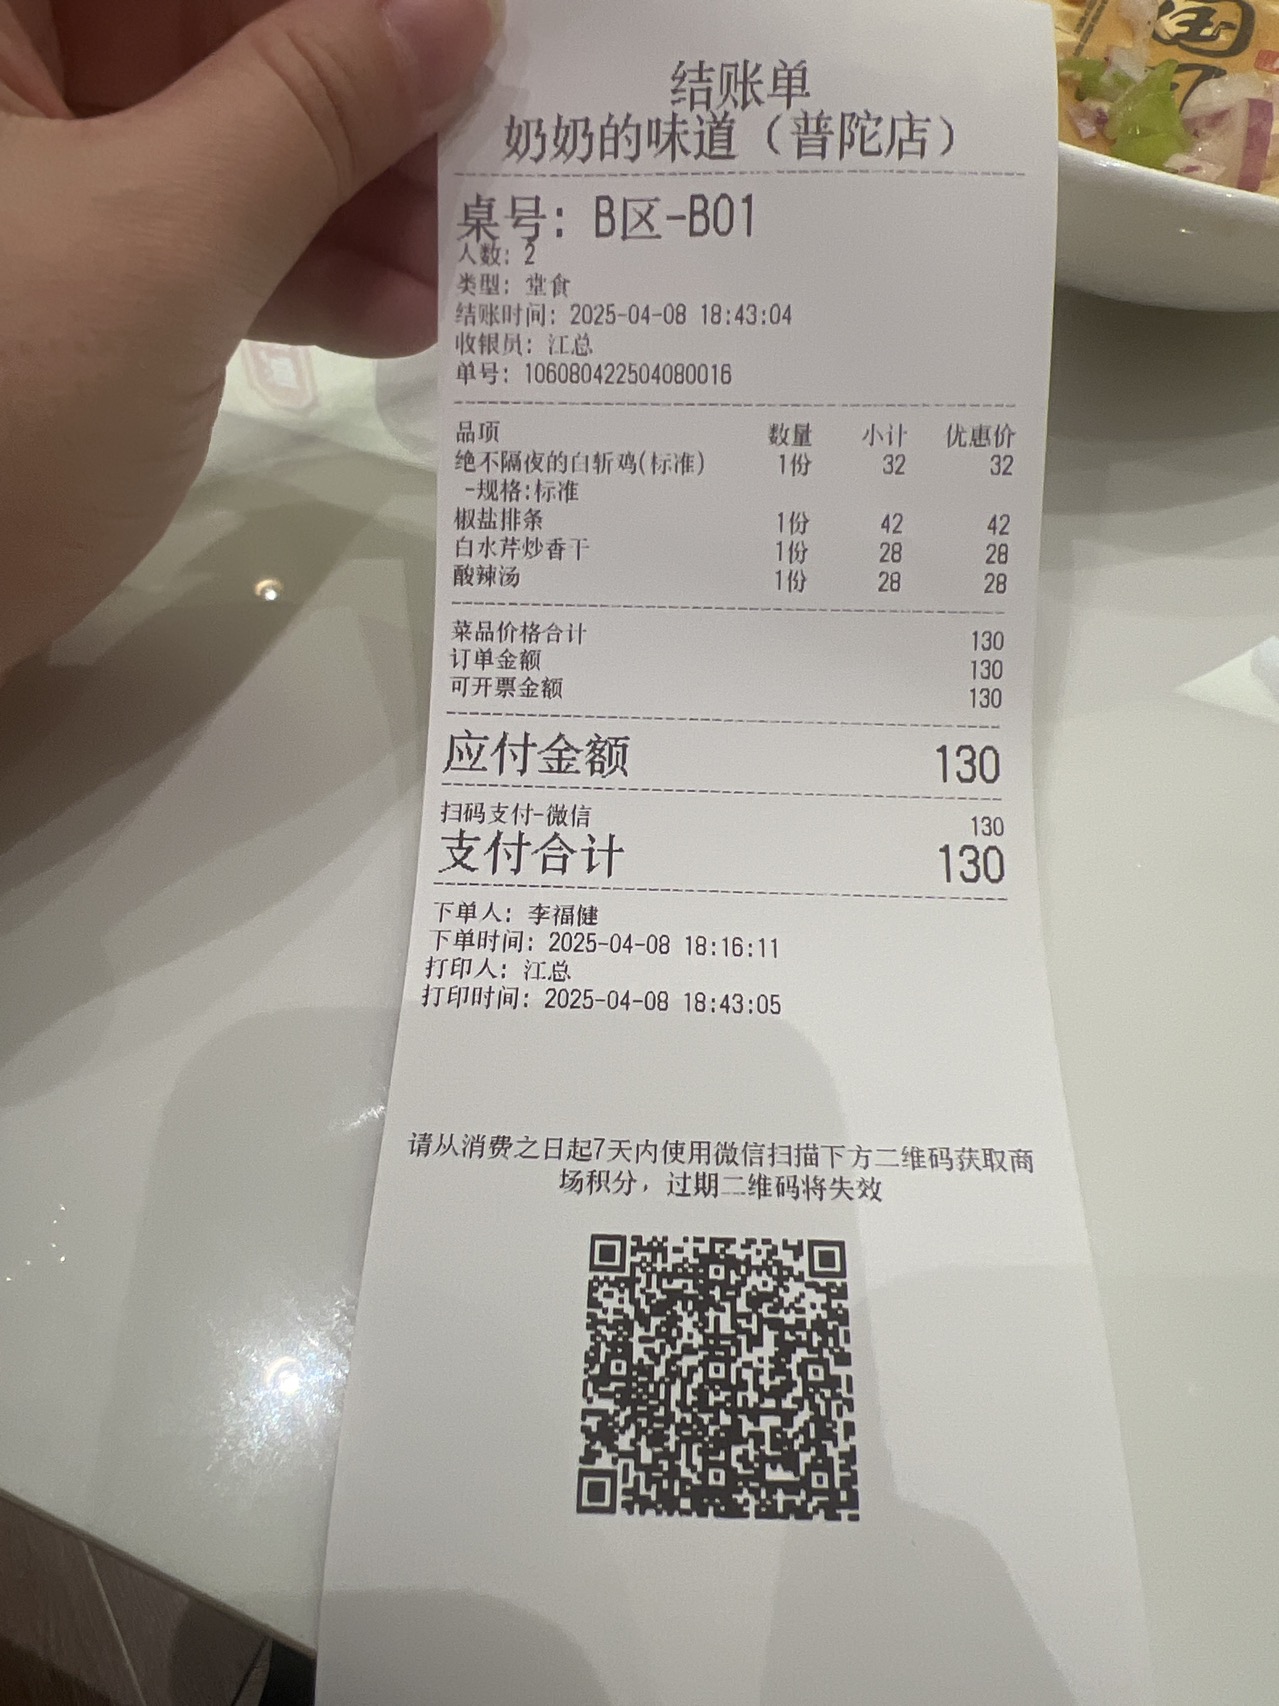 结账单
奶奶的味道（普陀店）
桌号：B区-B01
人数：2
类型：堂食
结账时间：2025-04-08 18:43:04
收银员：江总
单号：106080422504080016
品项 数量 小计 优惠价
绝不隔夜的白斩鸡(标准) 1份 32 32
-规格:标准
椒盐排条 1份 42 42
白水芹炒香干 1份 28 28
酸辣汤 1份 28 28
菜品价格合计 130
订单金额 130
可开票金额 130
应付金额 130
扫码支付-微信 130
支付合计 130
下单人：李福健
下单时间：2025-04-08 18:16:11
打印人：江总
打印时间：2025-04-08 18:43:05
请从消费之日起7天内使用微信扫描下方二维码获取商
场积分，过期二维码将失效